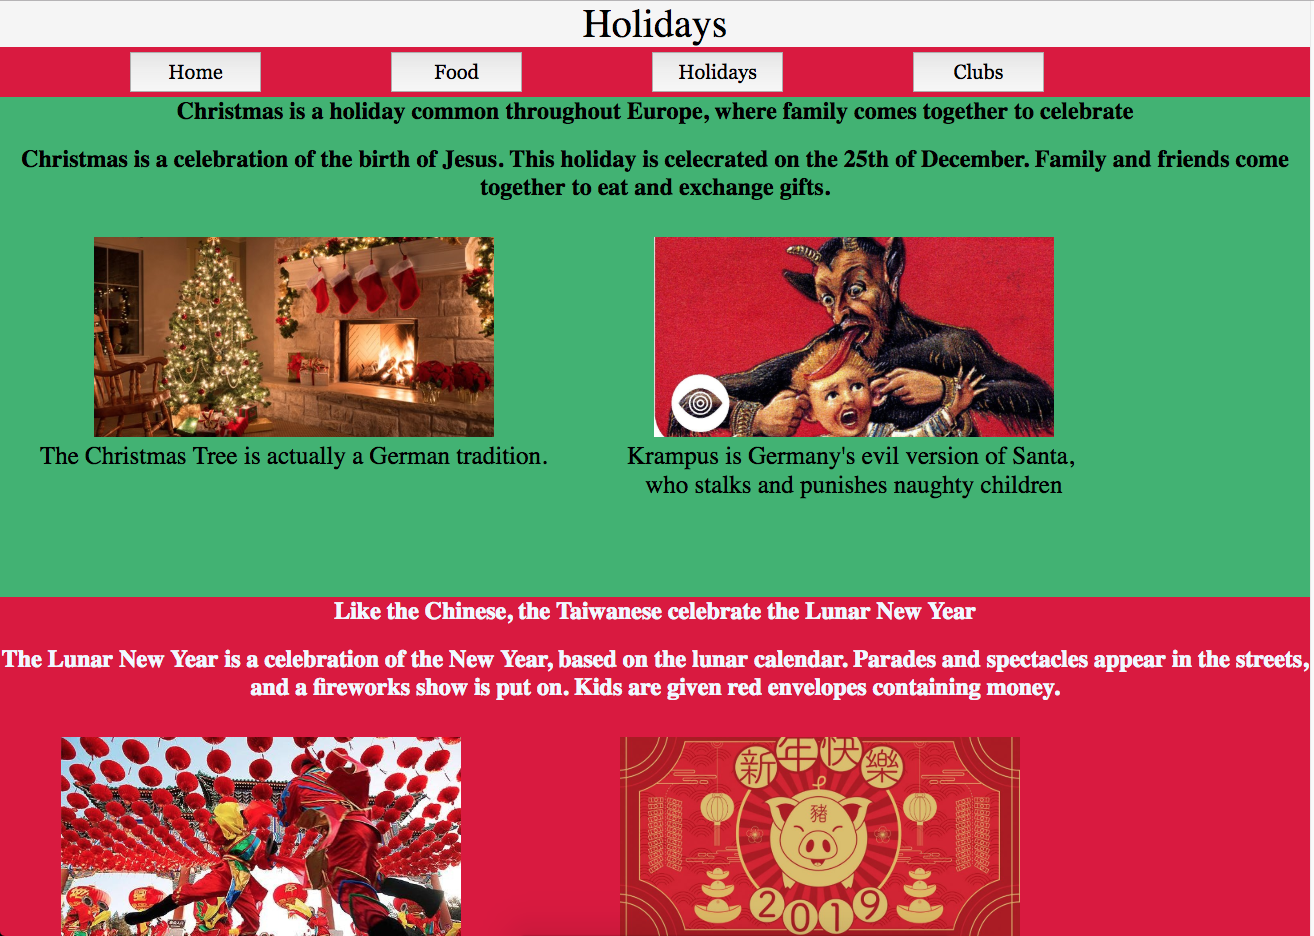 Holidays
Home
Food
Holidays
Clubs
Christmas is a holiday common throughout Europe, where family comes together to celebrate
Christmas is a celebration of the birth of Jesus. This holiday is celecrated on the 25th of December. Family and friends come
together to eat and exchange gifts.
The Christmas Tree is actually a German tradition.
Krampus is Germany's evil version of Santa,
who stalks and punishes naughty children
Like the Chinese, the Taiwanese celebrate the Lunar New Year
The Lunar New Year is a celebration of the New Year, based on the lunar calendar. Parades and spectacles appear in the streets,
and a fireworks show is put on. Kids are given red envelopes containing money.
新年快樂
豬
2019